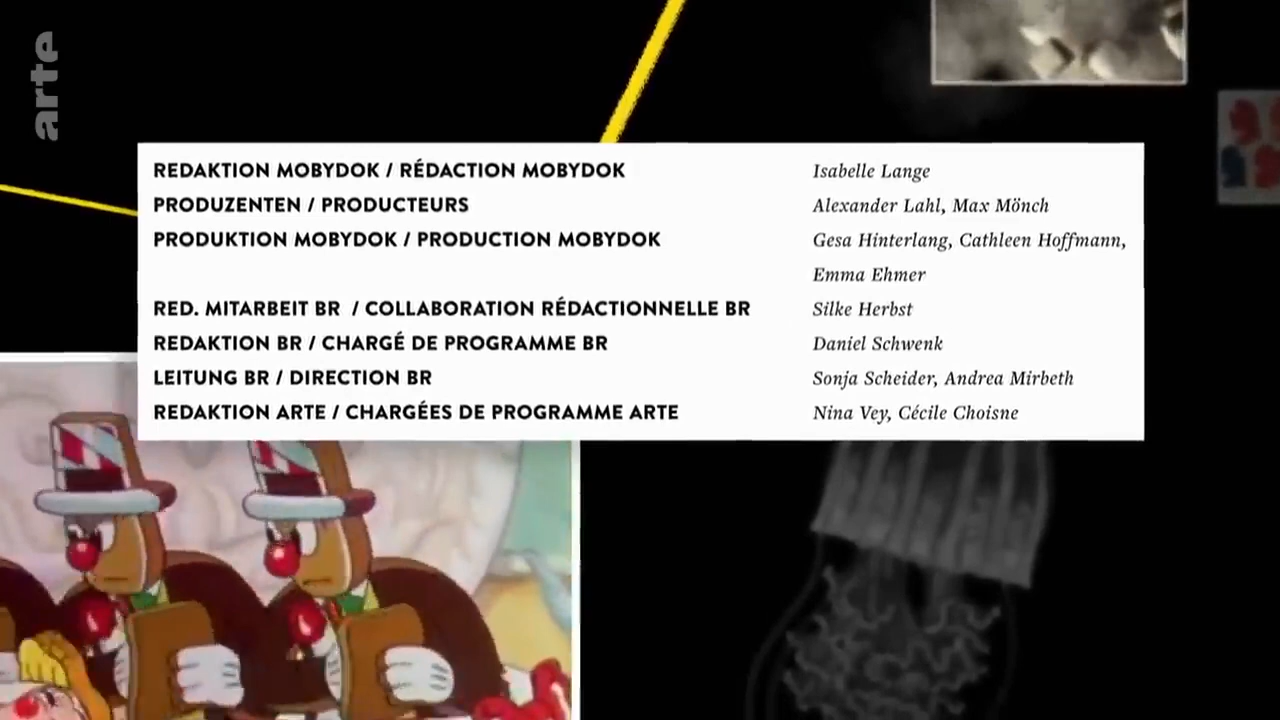 arte
REDAKTION MOBYDOK / RÉDACTION MOBYDOK Isabelle Lange
PRODUZENTEN / PRODUCTEURS Alexander Lahl, Max Mönch
PRODUKTION MOBYDOK / PRODUCTION MOBYDOK Gesa Hinterlang, Cathleen Hoffmann,
Emma Ehmer
RED. MITARBEIT BR / COLLABORATION RÉDACTIONNELLE BR Silke Herbst
REDAKTION BR / CHARGÉ DE PROGRAMME BR Daniel Schwenk
LEITUNG BR / DIRECTION BR Sonja Scheider, Andrea Mirbeth
REDAKTION ARTE / CHARGÉES DE PROGRAMME ARTE Nina Vey, Cécile Choisne